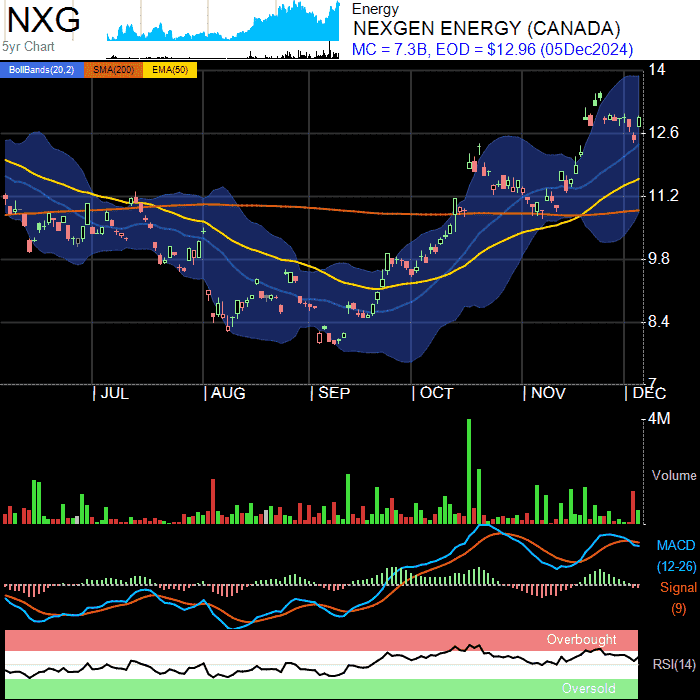 NXG
5yr Chart
Energy
NEXGEN ENERGY (CANADA)
MC = 7.3B, EOD = $12.96 (05Dec2024)
BollBands(20,2) SMA(200) EMA(50)
14
12.6
11.2
9.8
8.4
7
| JUL | AUG | SEP | OCT | NOV | DEC
4M
Volume
MACD
(12-26)
Signal
(9)
Overbought
RSI(14)
Oversold